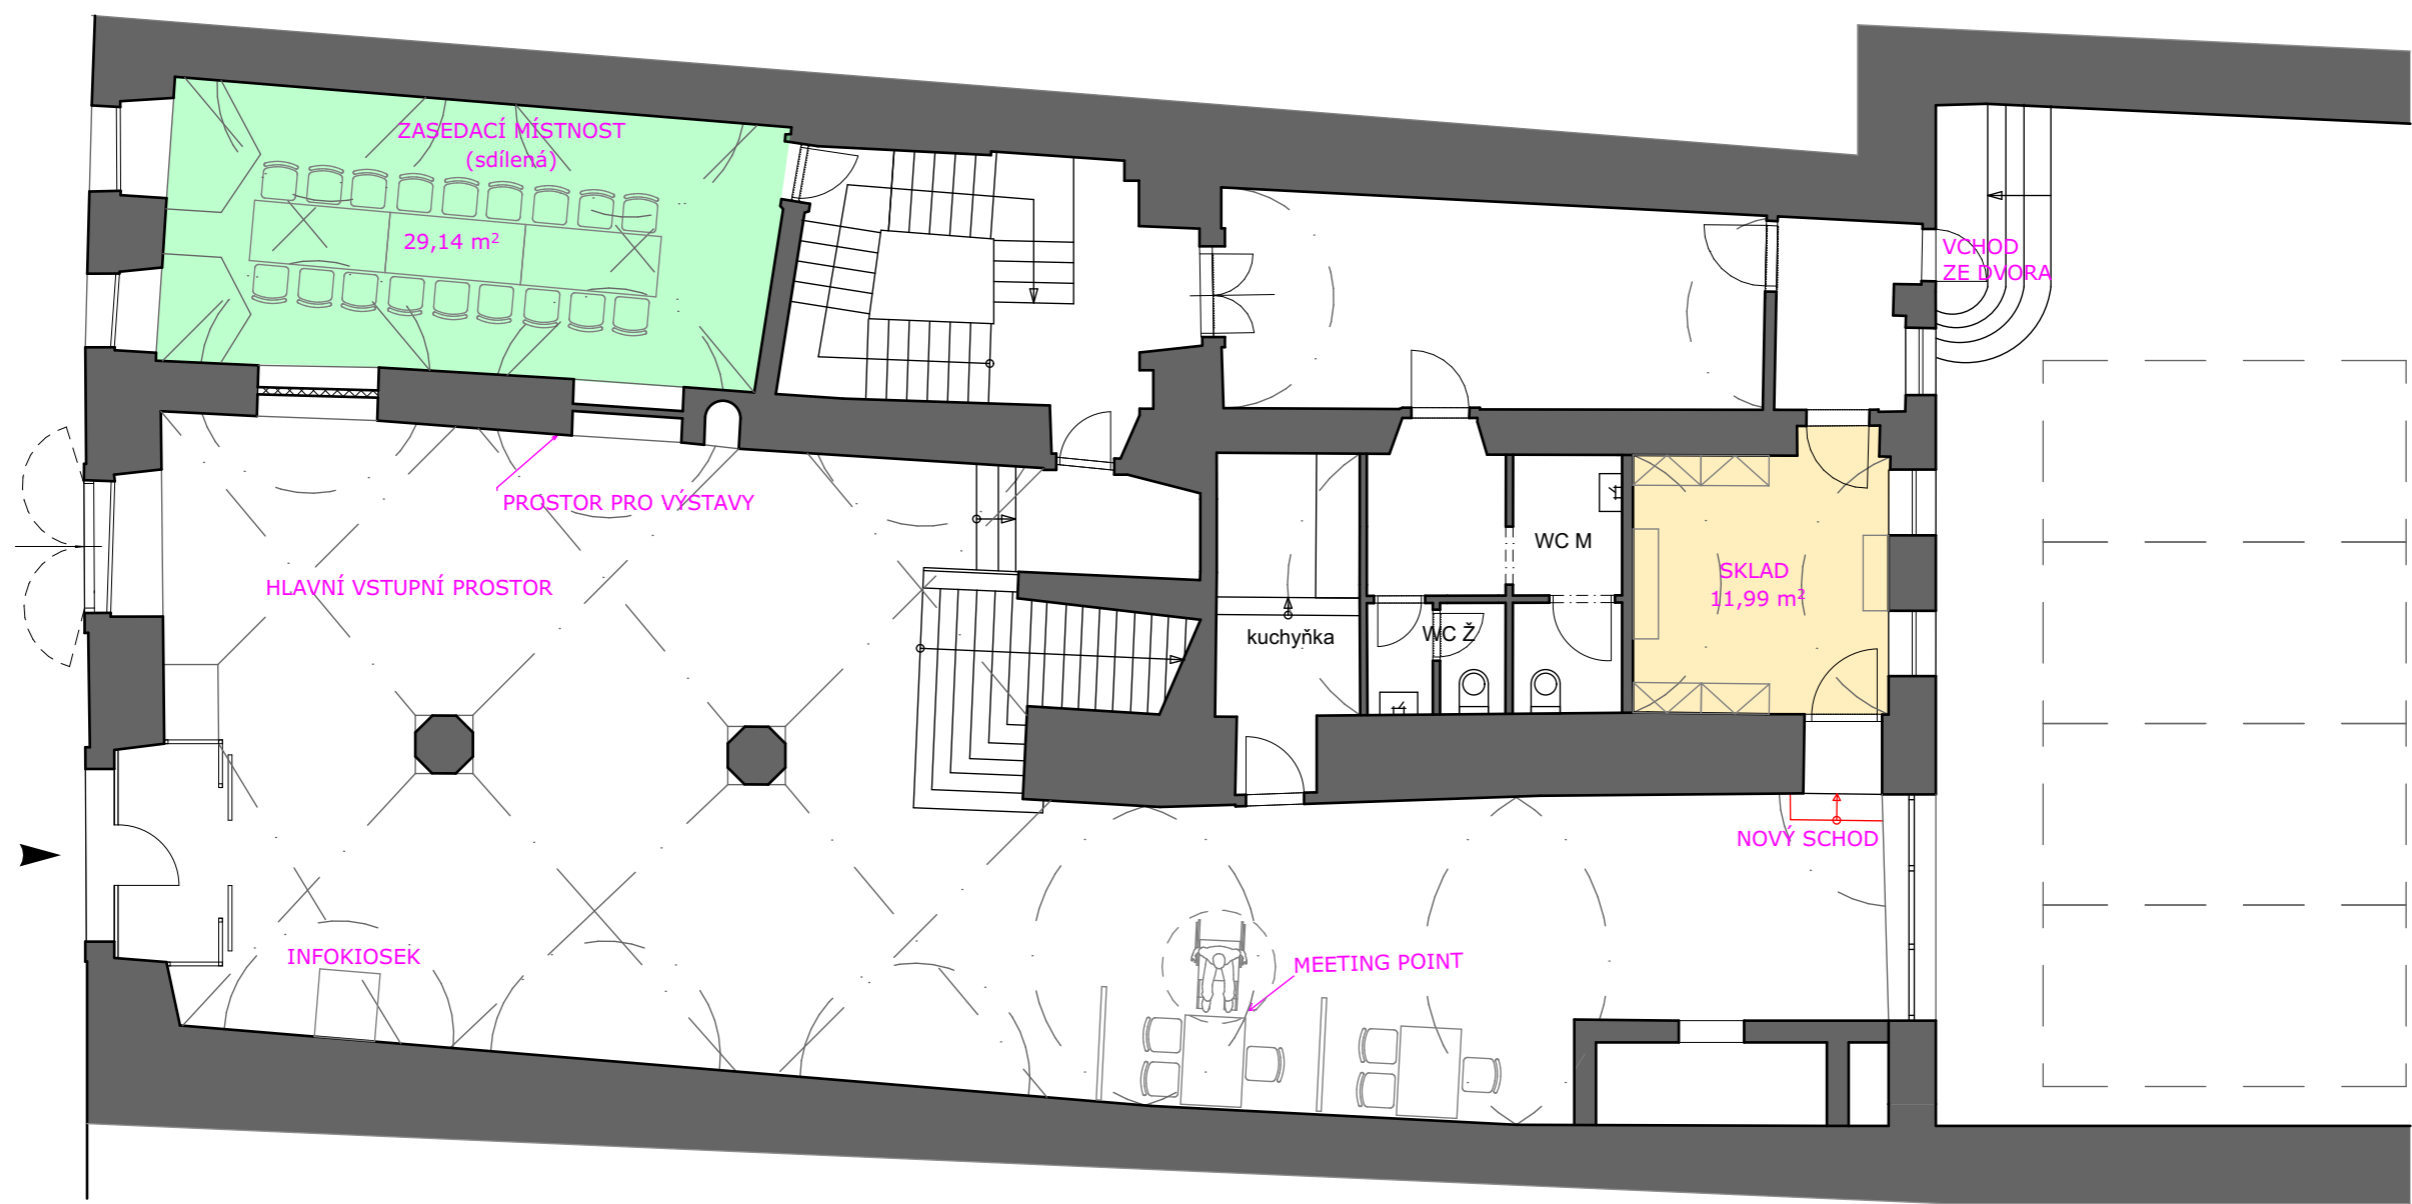 ZASEDACÍ MÍSTNOST
(sdílená)
29,14 m²
VCHOD
ZE DVORA
PROSTOR PRO VÝSTAVY
HLAVNÍ VSTUPNÍ PROSTOR
WC M
SKLAD
11,99 m²
kuchyňka
WC Ž
NOVÝ SCHOD
INFOKIOSEK
MEETING POINT